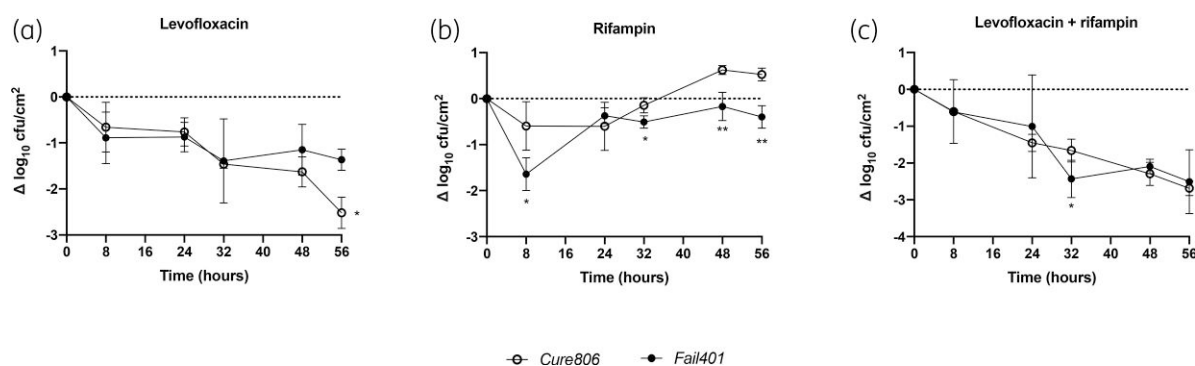 (a)
Levofloxacin
1
0
-1
-2
-3
Δ log10 cfu/cm2
0 8 16 24 32 40 48 56
Time (hours)
*
(b)
Rifampin
1
0
-1
-2
-3
Δ log10 cfu/cm2
0 8 16 24 32 40 48 56
Time (hours)
*
*
**
**
(c)
Levofloxacin + rifampin
1
0
-1
-2
-3
-4
Δ log10 cfu/cm2
0 8 16 24 32 40 48 56
Time (hours)
*
Cure806 Fail401